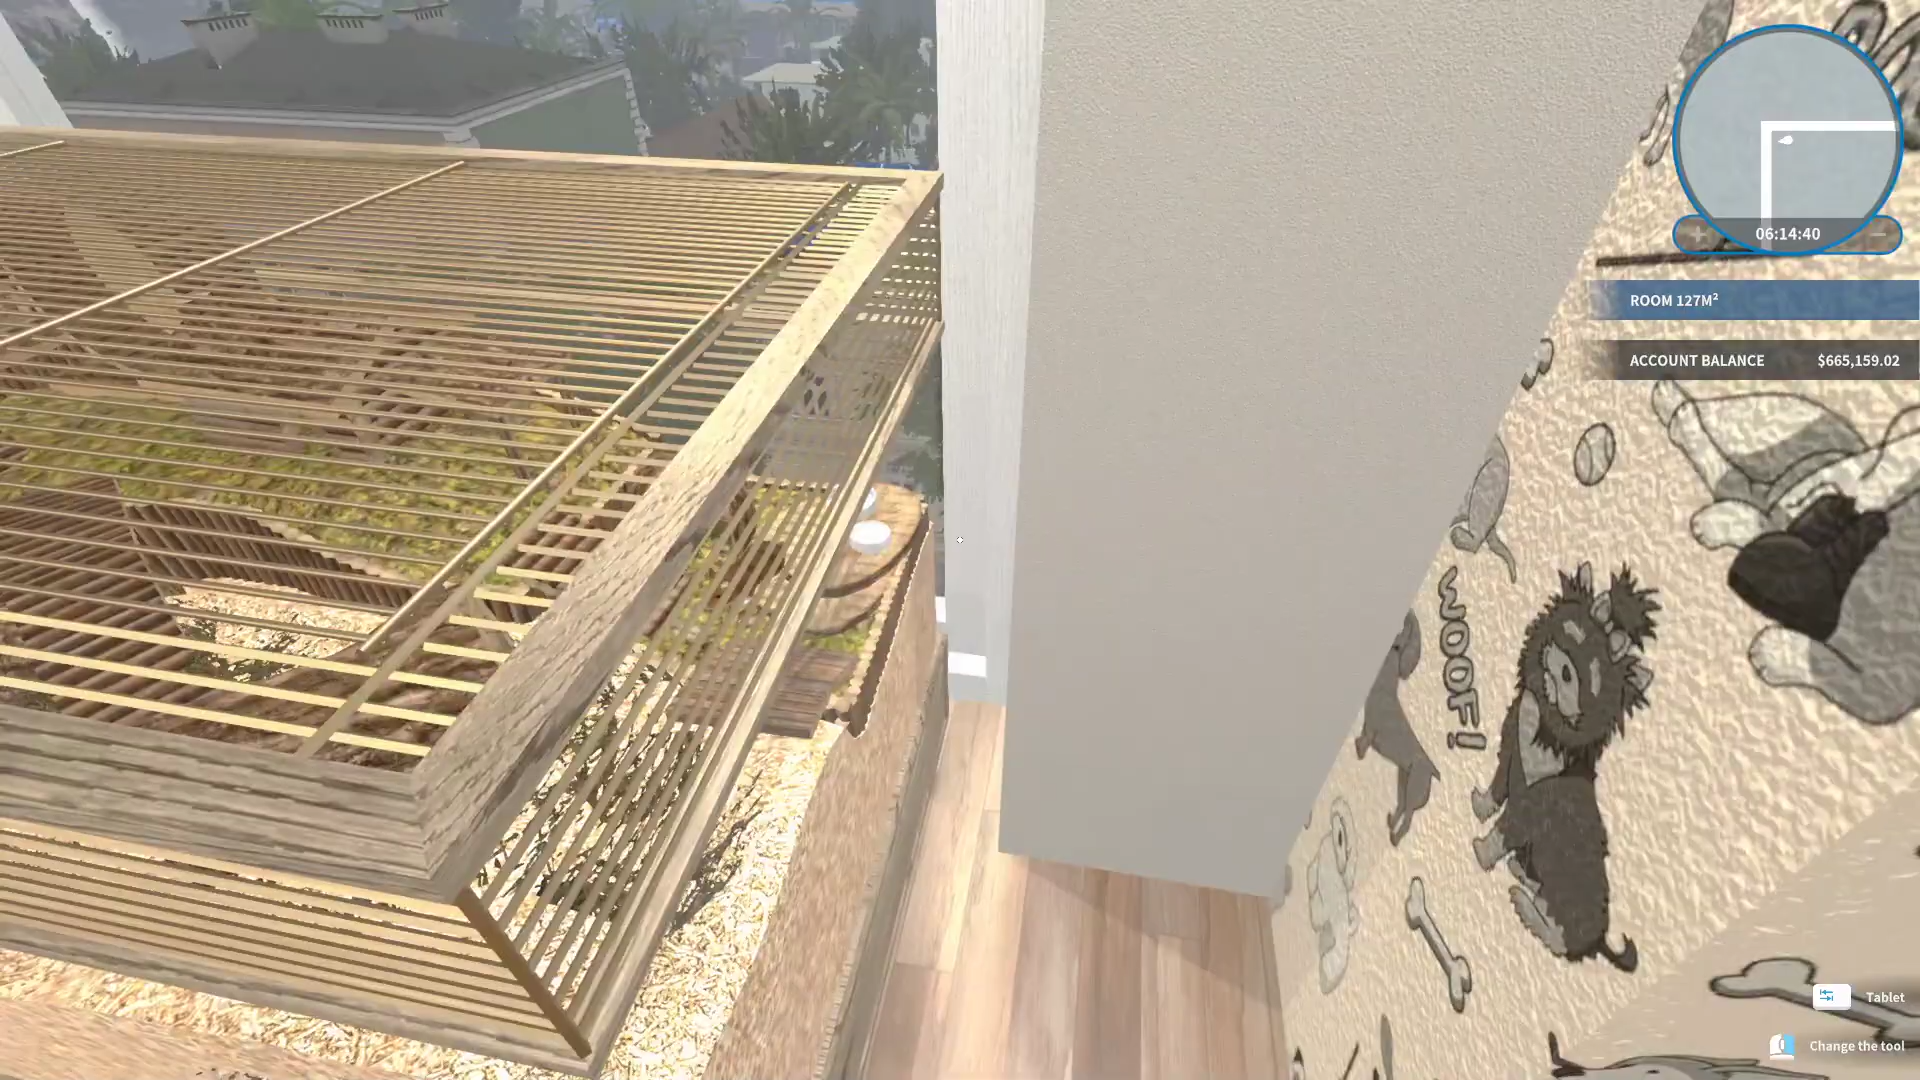 06:14:40
ROOM 127M²
ACCOUNT BALANCE $665,159.02
WOOF!
Tablet
Change the tool